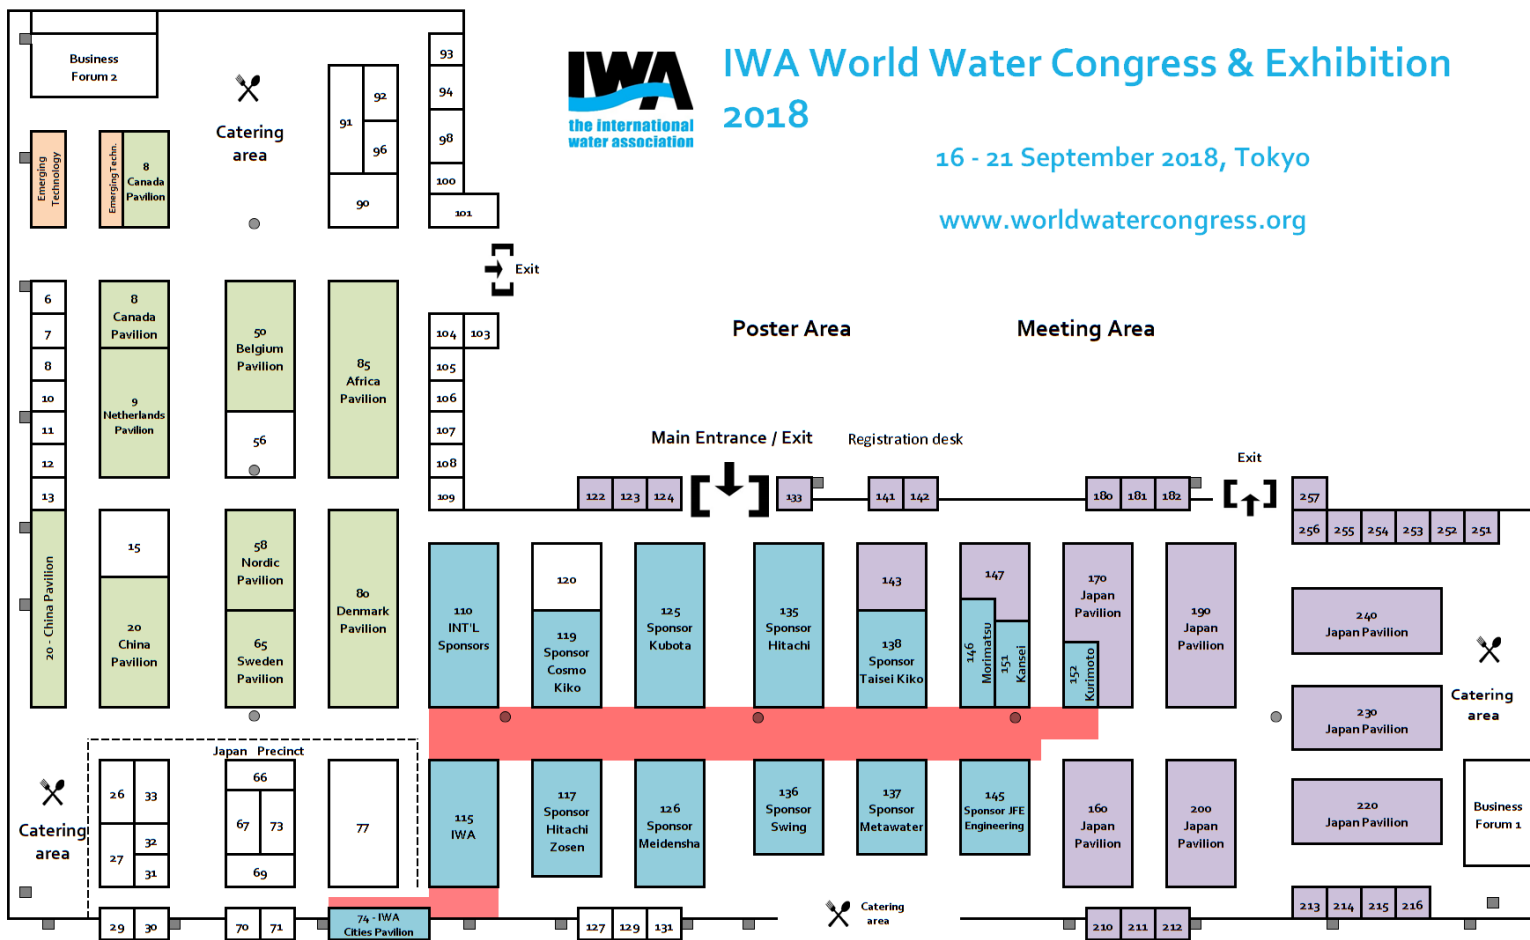 IWA World Water Congress & Exhibition
2018
16 - 21 September 2018, Tokyo
www.worldwatercongress.org
IWA
the international
water association
Business
Forum 2
Catering
area
93
94
98
100
101
91
92
96
90
Emerging
Technology
Emerging Techn.
8
Canada
Pavilion
Exit
6
7
8
10
11
12
13
20 - China Pavilion
8
Canada
Pavilion
9
Netherlands
Pavilion
15
20
China
Pavilion
50
Belgium
Pavilion
56
58
Nordic
Pavilion
65
Sweden
Pavilion
85
Africa
Pavilion
80
Denmark
Pavilion
104
103
105
106
107
108
109
Poster Area
Meeting Area
Main Entrance / Exit
Registration desk
Exit
122
123
124
133
141
142
180
181
182
257
256
255
254
253
252
251
110
INT'L
Sponsors
120
119
Sponsor
Cosmo
Kiko
125
Sponsor
Kubota
135
Sponsor
Hitachi
143
138
Sponsor
Taisei Kiko
147
146
Morimatsu
151
Kansei
170
Japan
Pavilion
152
Kurimoto
190
Japan
Pavilion
240
Japan Pavilion
230
Japan Pavilion
220
Japan Pavilion
Catering
area
Business
Forum 1
Japan Precinct
Catering
area
26
33
27
32
31
66
67
73
69
77
115
IWA
117
Sponsor
Hitachi
Zosen
126
Sponsor
Meidensha
136
Sponsor
Swing
137
Sponsor
Metawater
145
Sponsor JFE
Engineering
160
Japan
Pavilion
200
Japan
Pavilion
29
30
70
71
74 - IWA
Cities Pavilion
127
129
131
Catering
area
210
211
212
213
214
215
216